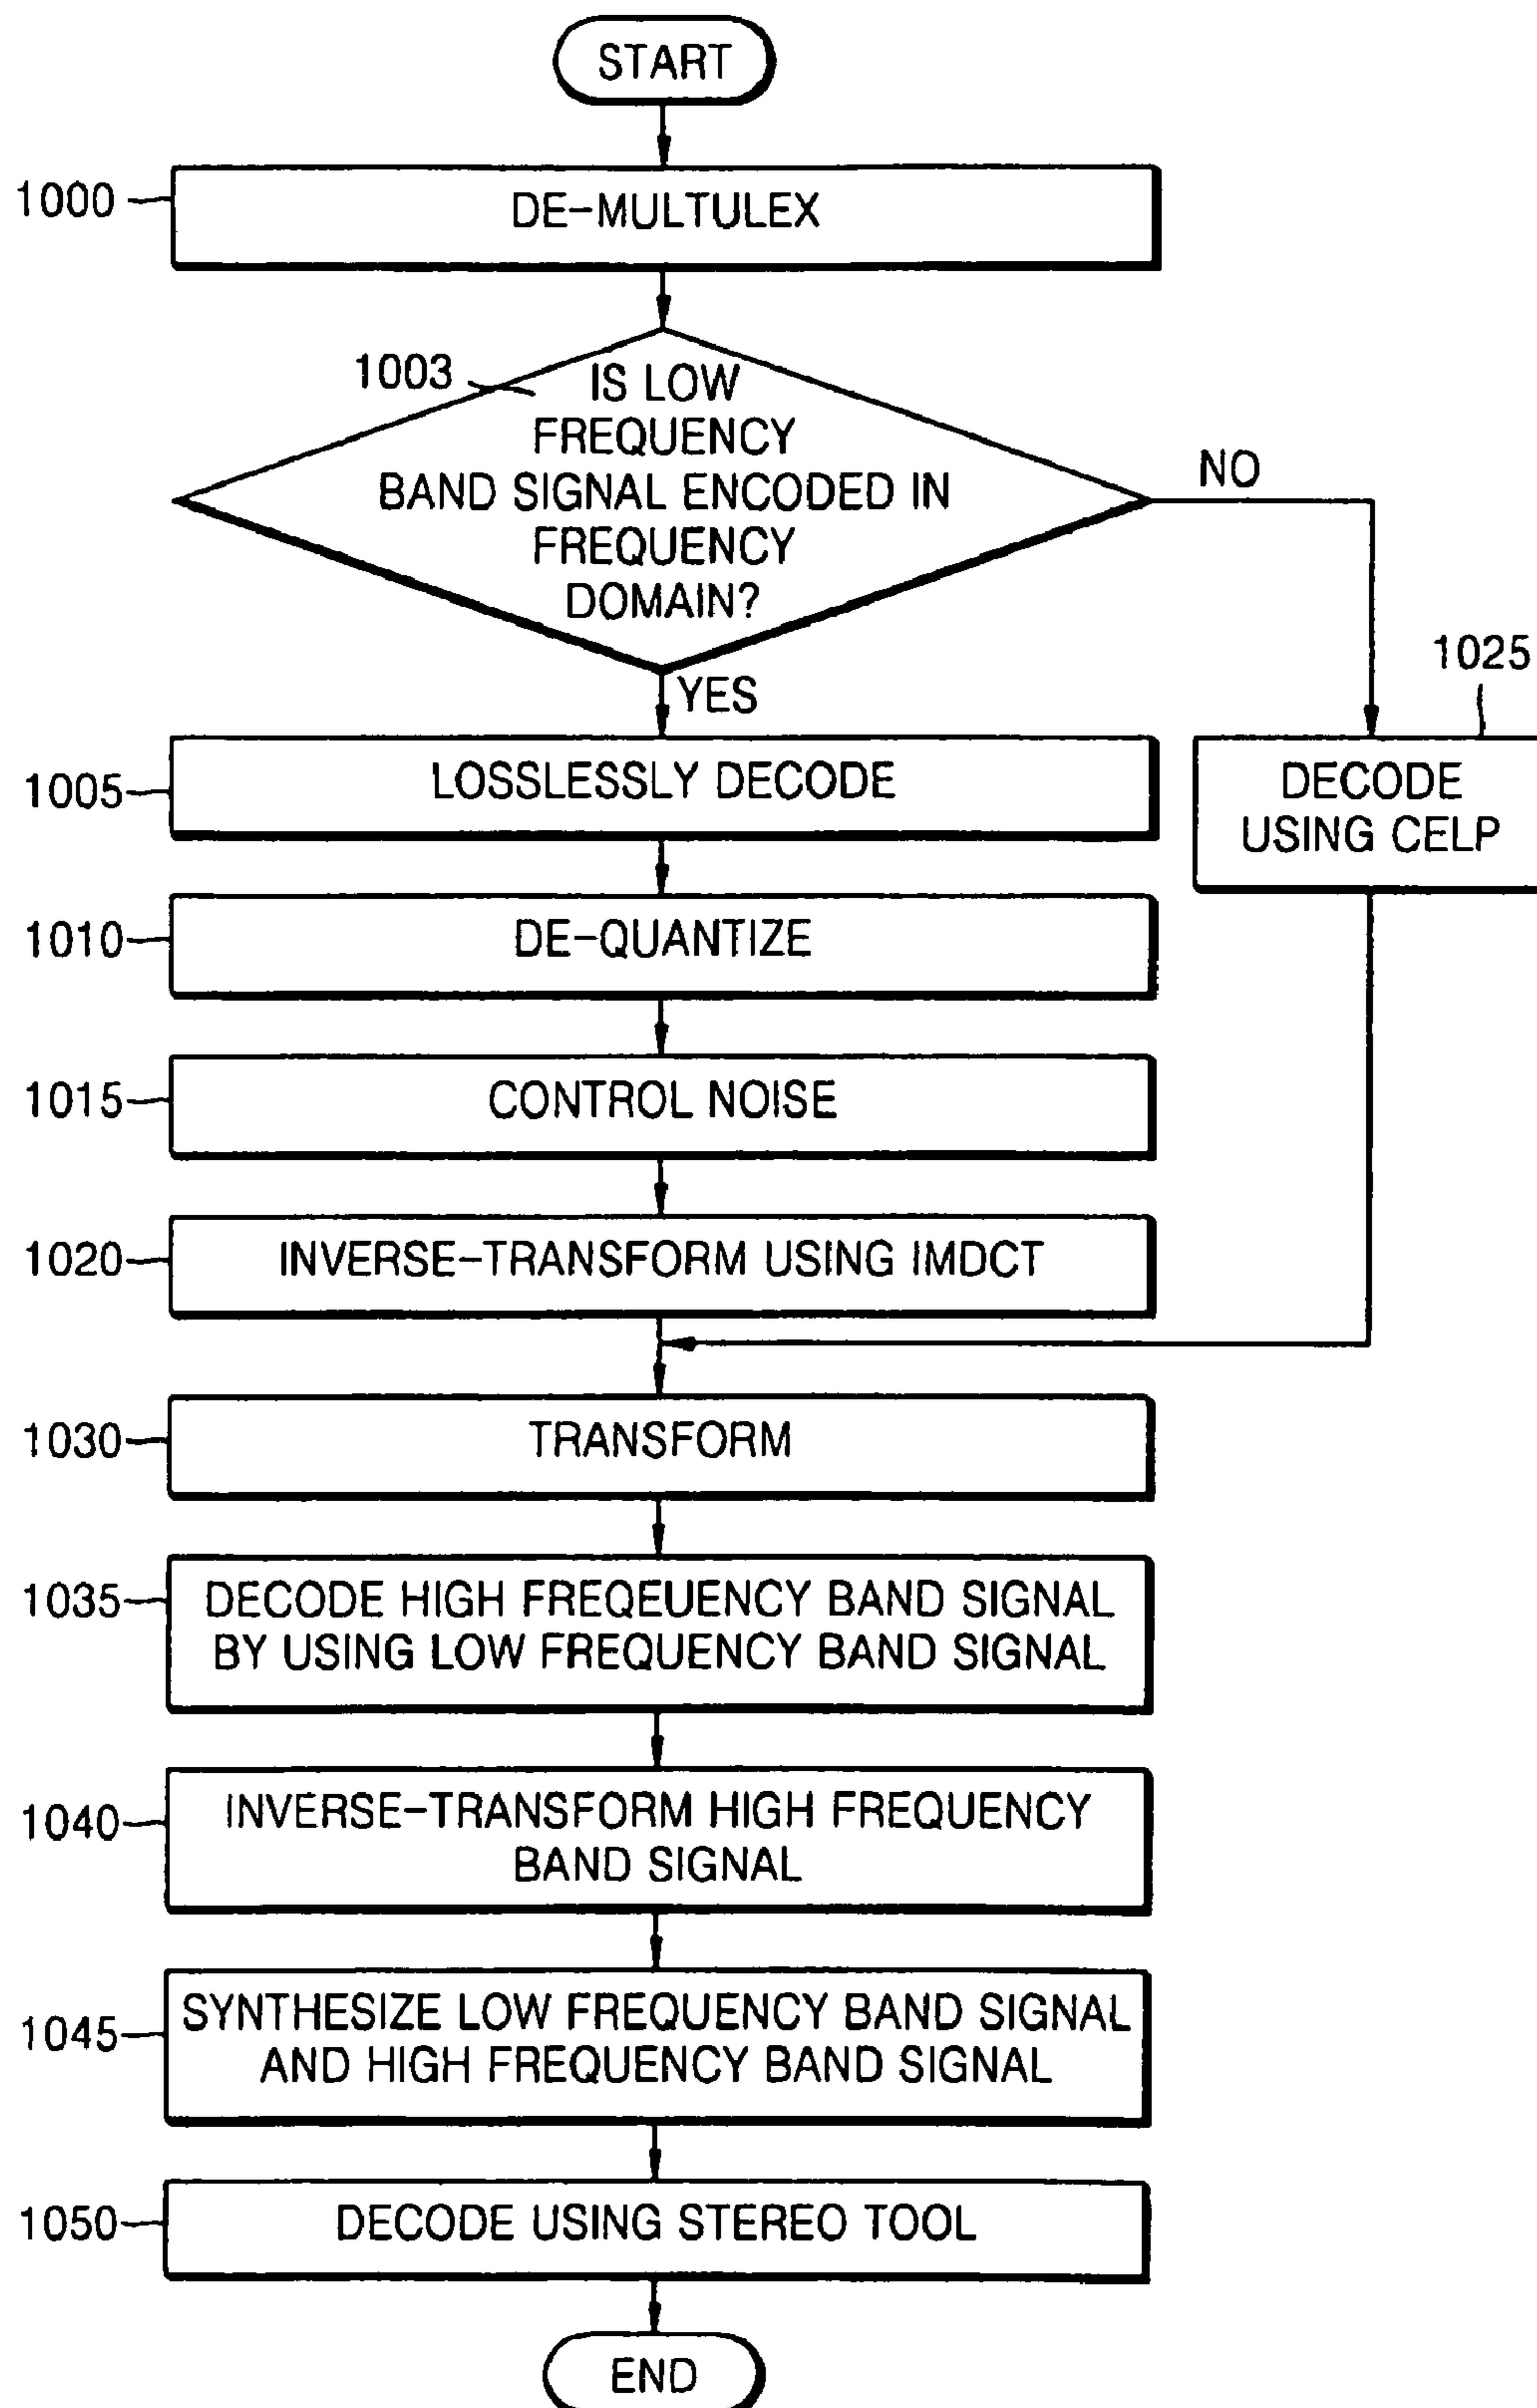 START
1000
DE-MULTULEX
1003
IS LOW
FREQUENCY
BAND SIGNAL ENCODED IN
FREQUENCY
DOMAIN?
NO
YES
1025
1005
LOSSLESSLY DECODE
DECODE
USING CELP
1010
DE-QUANTIZE
1015
CONTROL NOISE
1020
INVERSE-TRANSFORM USING IMDCT
1030
TRANSFORM
1035
DECODE HIGH FREQEUENCY BAND SIGNAL
BY USING LOW FREQUENCY BAND SIGNAL
1040
INVERSE-TRANSFORM HIGH FREQUENCY
BAND SIGNAL
1045
SYNTHESIZE LOW FREQUENCY BAND SIGNAL
AND HIGH FREQUENCY BAND SIGNAL
1050
DECODE USING STEREO TOOL
END